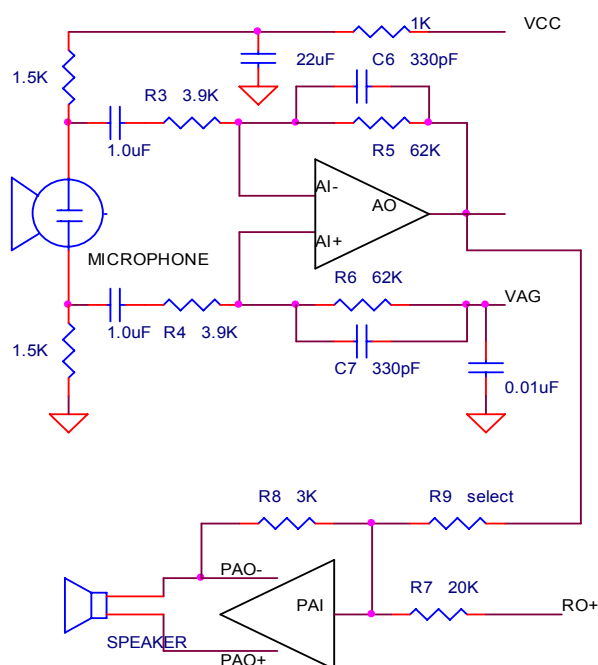 1K VCC
1.5K 22uF C6 330pF
R3 3.9K
1.0uF R5 62K
AI- AO
AI+
MICROPHONE
R6 62K VAG
1.0uF R4 3.9K
1.5K C7 330pF
0.01uF
R8 3K R9 select
PAO- PAI R7 20K RO+
SPEAKER
PAO+